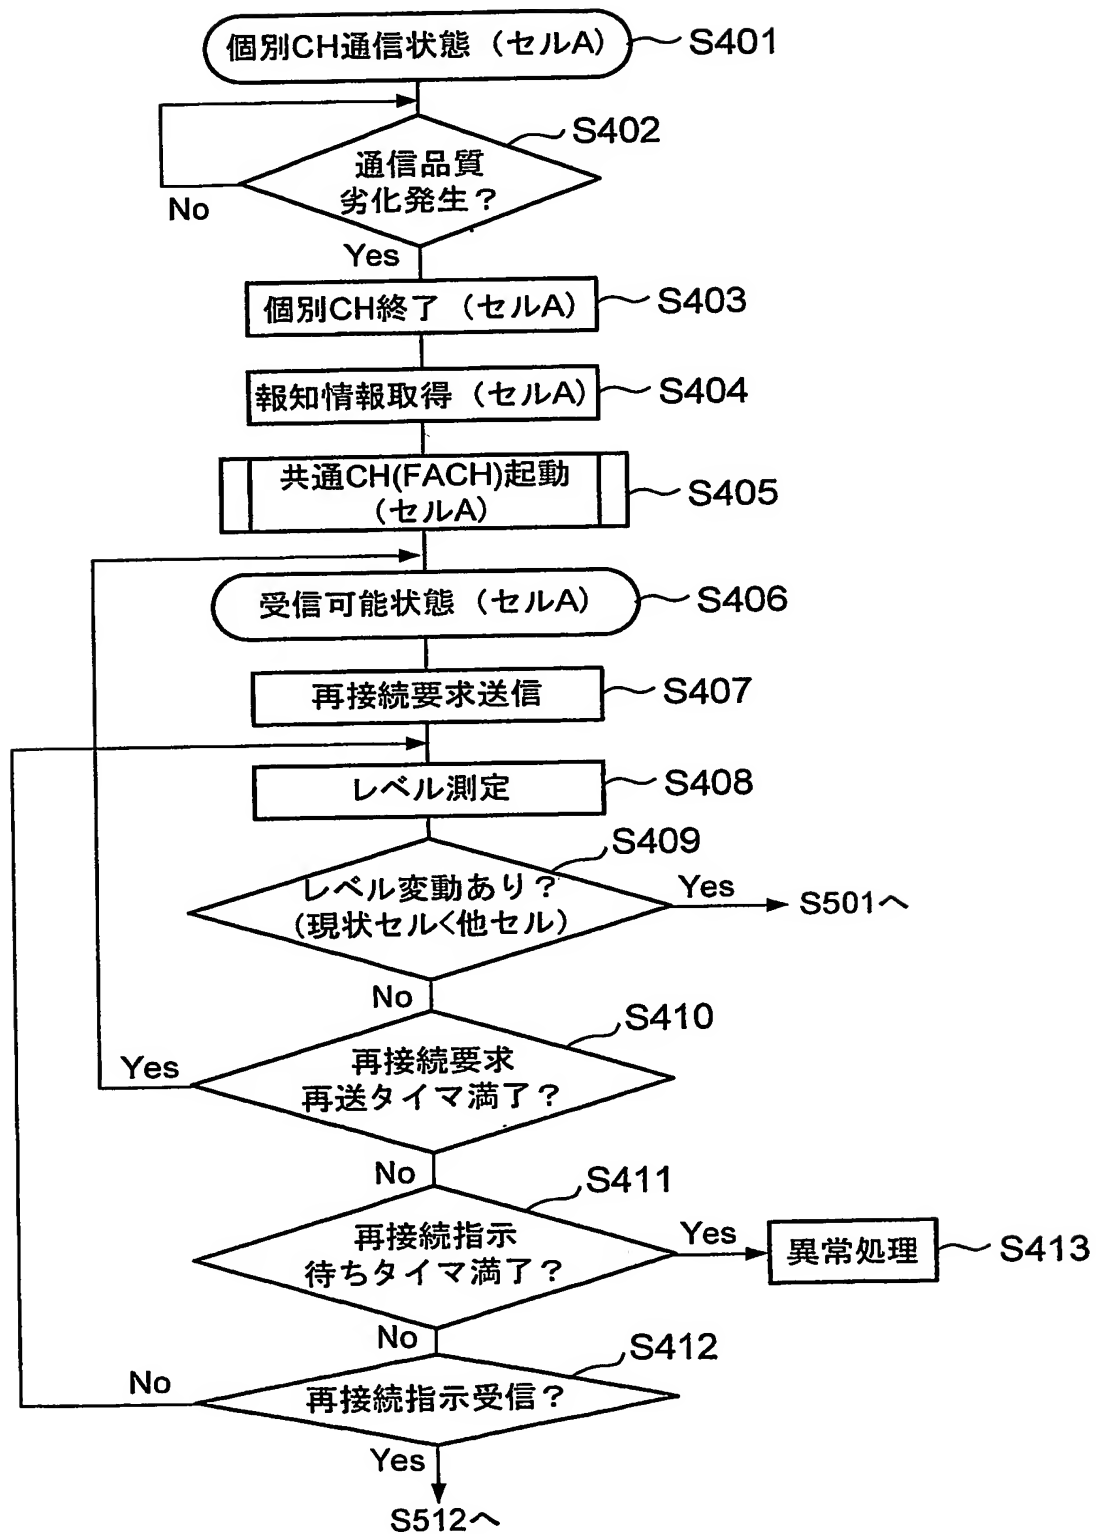 個別CH通信状態（セルA）
S401
S402
通信品質
劣化発生？
No
Yes
個別CH終了（セルA）
S403
報知情報取得（セルA）
S404
共通CH(FACH)起動
（セルA）
S405
受信可能状態（セルA）
S406
再接続要求送信
S407
レベル測定
S408
S409
レベル変動あり？
(現状セル<他セル)
Yes
S501へ
No
S410
再接続要求
再送タイマ満了？
Yes
No
S411
再接続指示
待ちタイマ満了？
Yes
異常処理
S413
No
S412
再接続指示受信？
No
Yes
S512へ